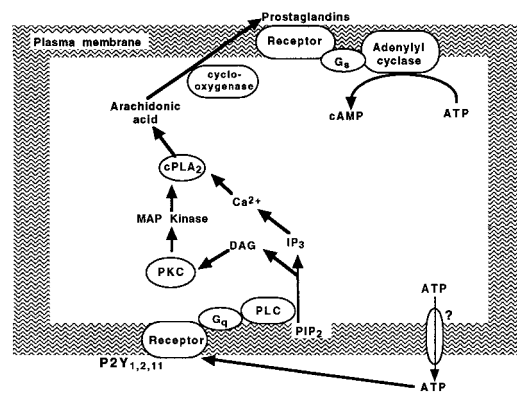 Prostaglandins
Plasma membrane
Receptor
Gs
Adenylyl
cyclase
cyclo-
oxygenase
Arachidonic
acid
cAMP
ATP
cPLA2
Ca2+
MAP Kinase
IP3
DAG
PKC
ATP
?
PLC
Gq
PIP2
Receptor
P2Y1,2,11
ATP